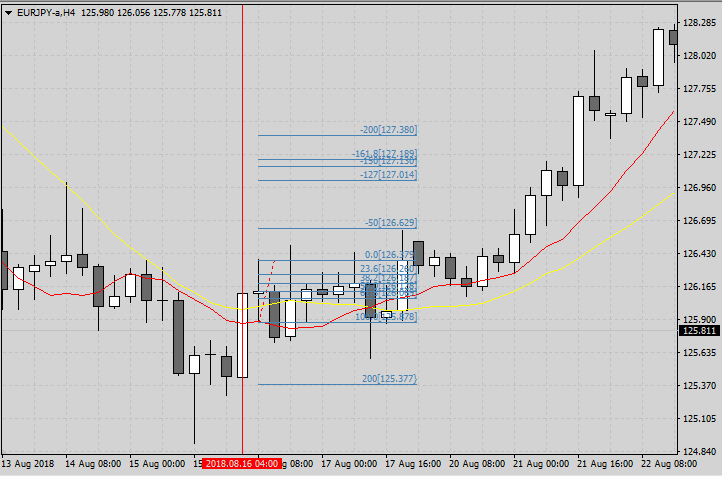 EURJPY-a,H4 125.980 126.056 125.778 125.811
128.285
128.020
127.755
127.490
127.225
126.960
126.695
126.430
126.165
125.900
125.811
125.635
125.370
125.105
124.840
-200[127.380]
-161.8[127.189]
-150[127.130]
-127[127.014]
-50[126.629]
0.0[126.379]
23.6[126.260]
200[125.377]
13 Aug 2018
14 Aug 08:00
15 Aug 00:00
2018.08.16 04:00
08:00
17 Aug 00:00
17 Aug 16:00
20 Aug 08:00
21 Aug 00:00
21 Aug 16:00
22 Aug 08:00